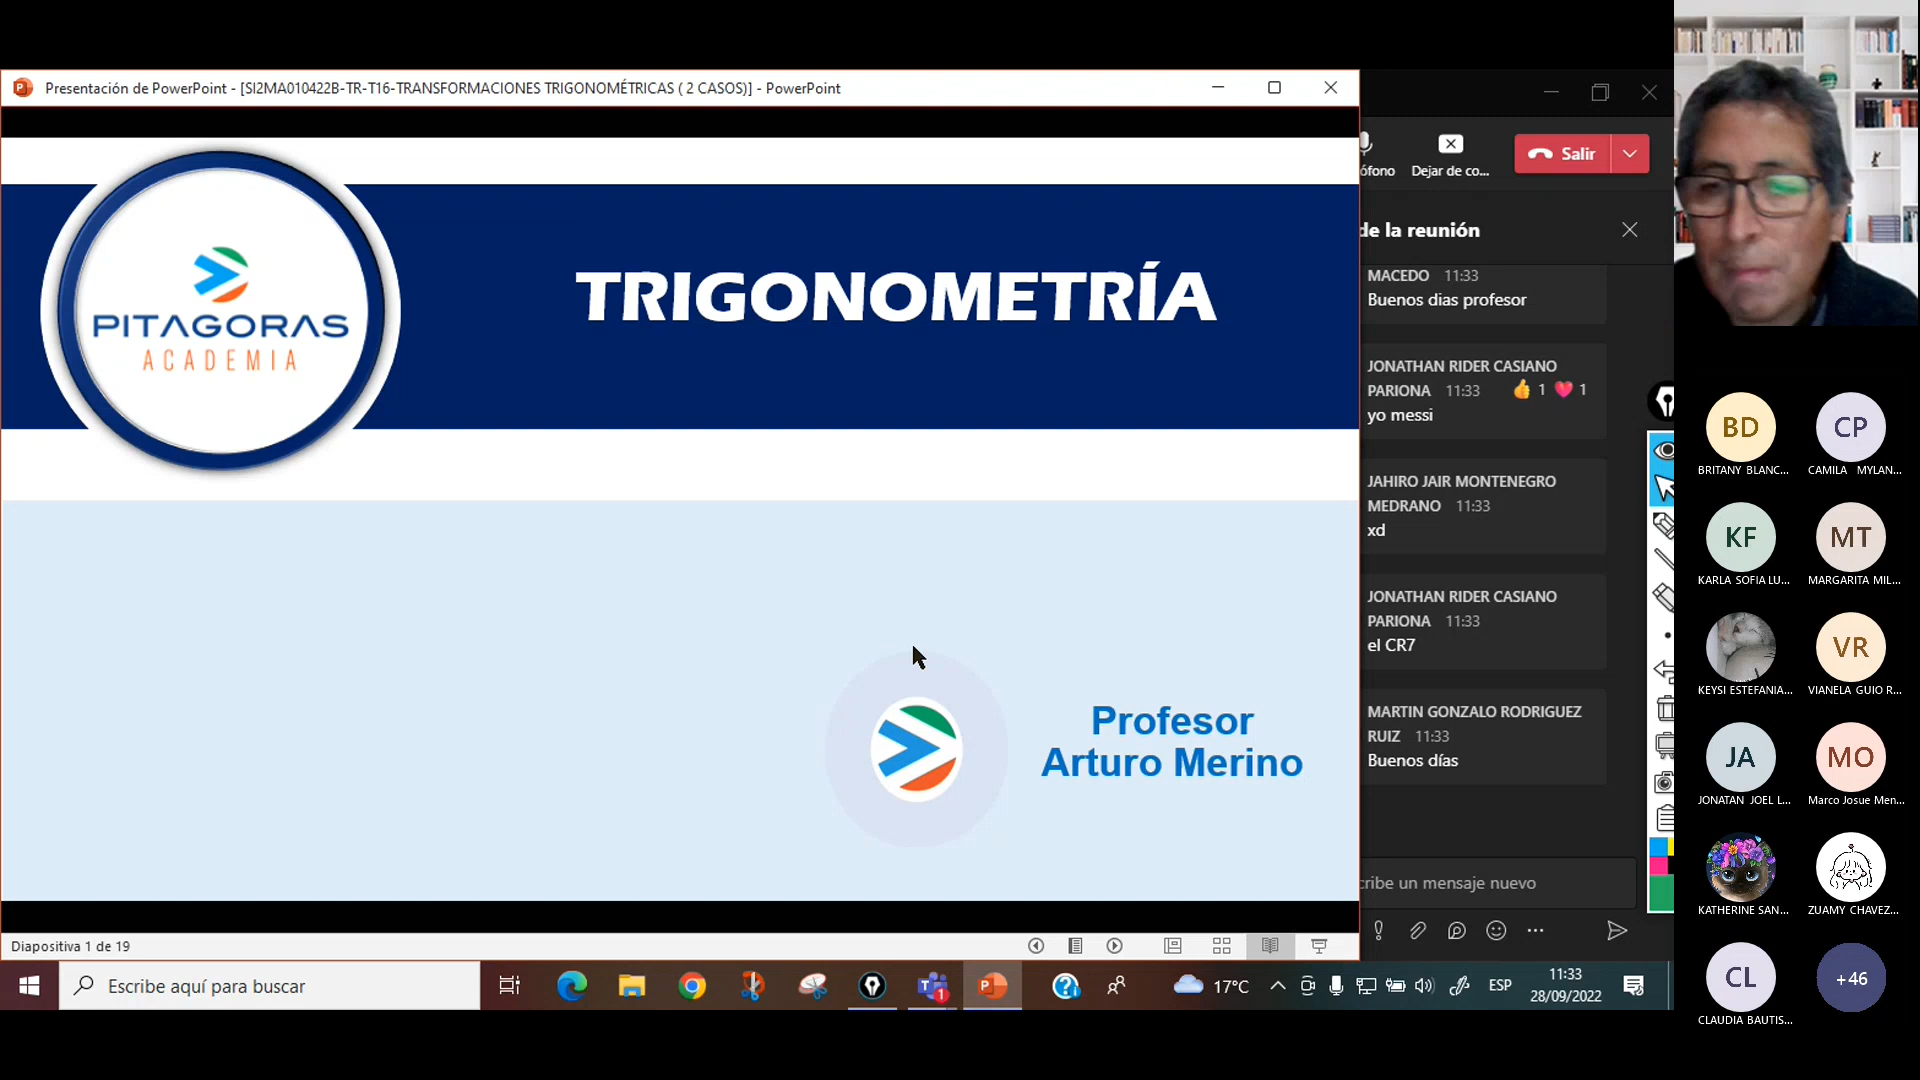 Presentación de PowerPoint - [SI2MA010422B-TR-T16-TRANSFORMACIONES TRIGONOMÉTRICAS ( 2 CASOS)] - PowerPoint
PITAGORAS
ACADEMIA
TRIGONOMETRÍA
Profesor
Arturo Merino
Diapositiva 1 de 19
ófono
Dejar de co...
Salir
de la reunión
MACEDO 11:33
Buenos dias profesor
JONATHAN RIDER CASIANO
PARIONA 11:33 👍 1 ❤️ 1
yo messi
JAHIRO JAIR MONTENEGRO
MEDRANO 11:33
xd
JONATHAN RIDER CASIANO
PARIONA 11:33
el CR7
MARTIN GONZALO RODRIGUEZ
RUIZ 11:33
Buenos días
cribe un mensaje nuevo
BD
BRITANY BLANC...
CP
CAMILA MYLAN...
KF
KARLA SOFIA LU...
MT
MARGARITA MIL...
KEYSI ESTEFANIA...
VR
VIANELA GUIO R...
JA
JONATAN JOEL L...
MO
Marco Josue Men...
KATHERINE SAN...
ZUAMY CHAVEZ...
CL
CLAUDIA BAUTIS...
+46
Escribe aquí para buscar
1
17°C
ESP
11:33
28/09/2022